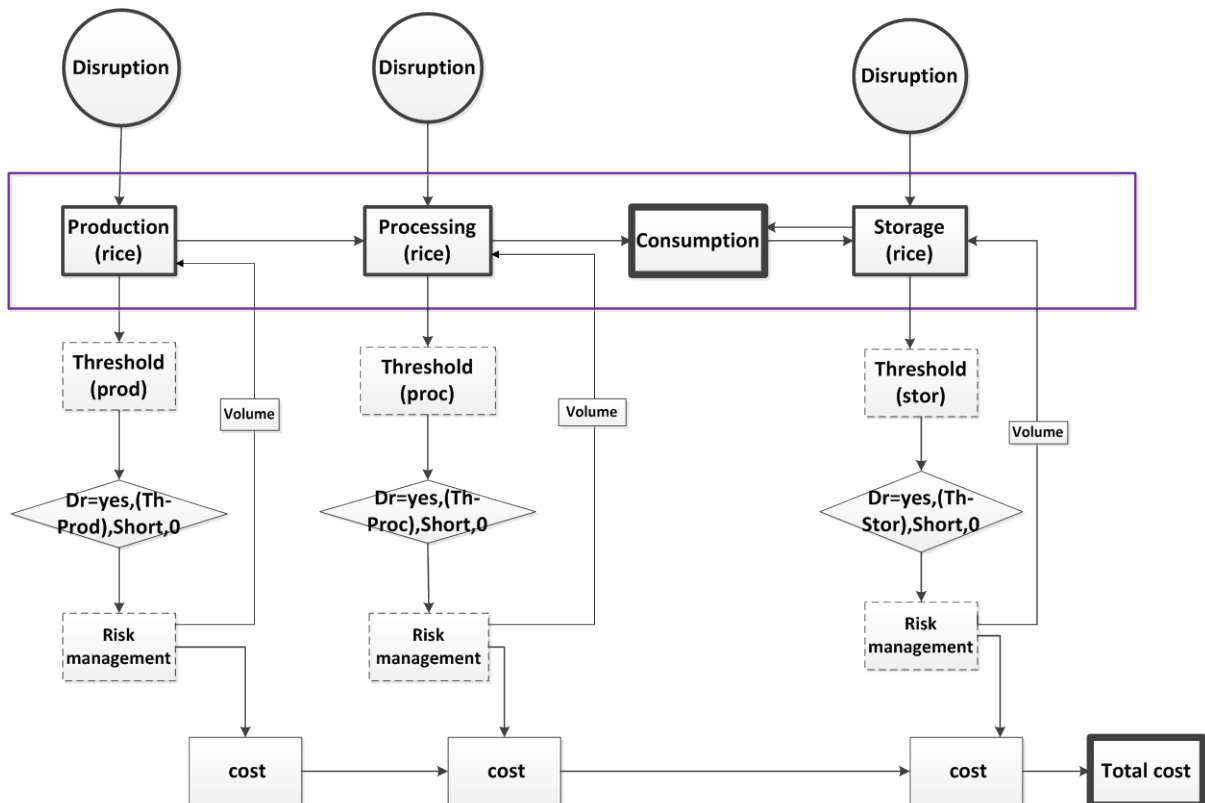 Disruption
Disruption
Disruption
Production
(rice)
Processing
(rice)
Consumption
Storage
(rice)
Threshold
(prod)
Threshold
(proc)
Threshold
(stor)
Volume
Volume
Volume
Dr=yes,(Th-
Prod),Short,0
Dr=yes,(Th-
Proc),Short,0
Dr=yes,(Th-
Stor),Short,0
Risk
management
Risk
management
Risk
management
cost
cost
cost
Total cost